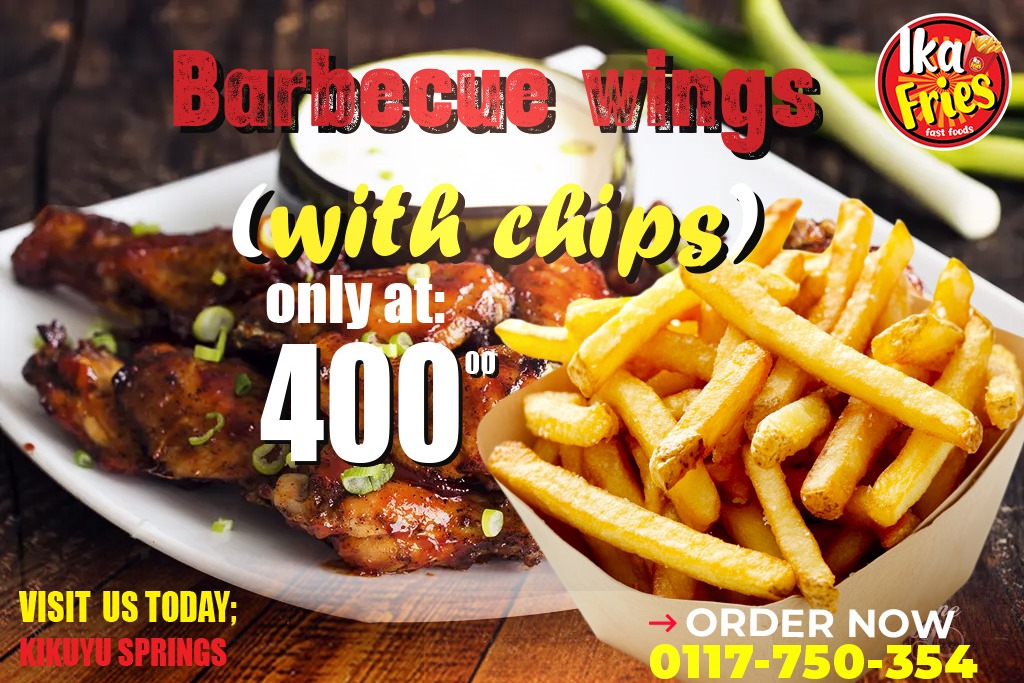 Ika
Fries
fast foods
Barbecue wings
(with chips)
only at:
400 00
VISIT US TODAY;
KIKUYU SPRINGS
→ ORDER NOW
0117-750-354